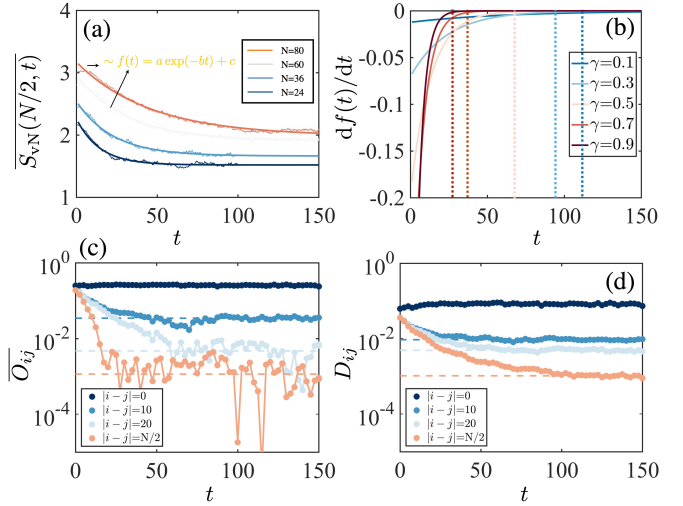 (a)
4
3
2
1
0
50
100
150
t
S_vN(N/2, t)
→ ~ f(t) = a exp(−bt) + c
N=80
N=60
N=36
N=24
(b)
0
-0.05
-0.1
-0.15
-0.2
0
50
100
150
t
df(t)/dt
γ=0.1
γ=0.3
γ=0.5
γ=0.7
γ=0.9
(c)
10^0
10^-2
10^-4
0
50
100
150
t
O_ij
|i − j|=0
|i − j|=10
|i − j|=20
|i − j|=N/2
(d)
10^0
10^-2
10^-4
0
50
100
150
t
D_ij
|i − j|=0
|i − j|=10
|i − j|=20
|i − j|=N/2